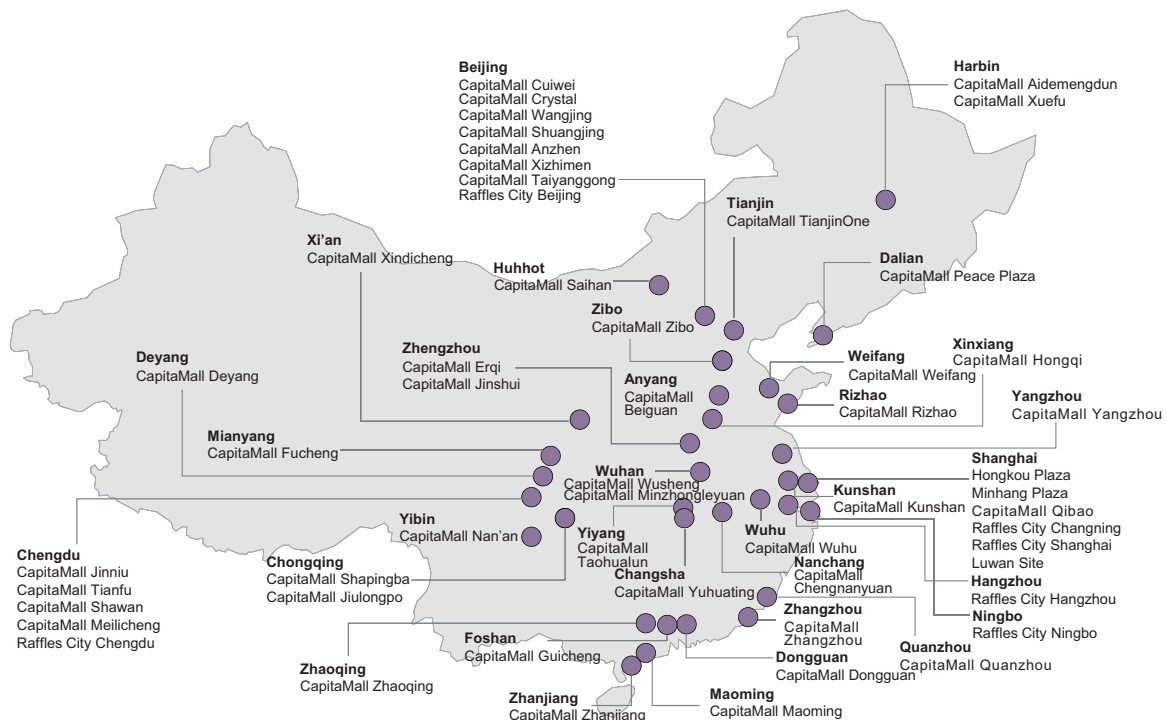 Beijing
CapitaMall Cuiwei
CapitaMall Crystal
CapitaMall Wangjing
CapitaMall Shuangjing
CapitaMall Anzhen
CapitaMall Xizhimen
CapitaMall Taiyanggong
Raffles City Beijing
Harbin
CapitaMall Aidemengdun
CapitaMall Xuefu
Tianjin
CapitaMall TianjinOne
Xi'an
CapitaMall Xindicheng
Huhhot
CapitaMall Saihan
Dalian
CapitaMall Peace Plaza
Zibo
CapitaMall Zibo
Deyang
CapitaMall Deyang
Zhengzhou
CapitaMall Erqi
CapitaMall Jinshui
Anyang
CapitaMall
Beiguan
Weifang
CapitaMall Weifang
Xinxiang
CapitaMall Hongqi
Rizhao
CapitaMall Rizhao
Yangzhou
CapitaMall Yangzhou
Mianyang
CapitaMall Fucheng
Wuhan
CapitaMall Wusheng
CapitaMall Minzhongleyuan
Kunshan
CapitaMall Kunshan
Shanghai
Hongkou Plaza
Minhang Plaza
CapitaMall Qibao
Raffles City Changning
Raffles City Shanghai
Luwan Site
Yibin
CapitaMall Nan'an
Yiyang
CapitaMall
Taohualun
Wuhu
CapitaMall Wuhu
Chengdu
CapitaMall Jinniu
CapitaMall Tianfu
CapitaMall Shawan
CapitaMall Meilicheng
Raffles City Chengdu
Chongqing
CapitaMall Shapingba
CapitaMall Jiulongpo
Changsha
CapitaMall Yuhuating
Nanchang
CapitaMall
Chengnanyuan
Hangzhou
Raffles City Hangzhou
Ningbo
Raffles City Ningbo
Zhangzhou
CapitaMall
Zhangzhou
Quanzhou
CapitaMall Quanzhou
Foshan
CapitaMall Guicheng
Dongguan
CapitaMall Dongguan
Zhaoqing
CapitaMall Zhaoqing
Zhanjiang
CapitaMall Zhanjiang
Maoming
CapitaMall Maoming